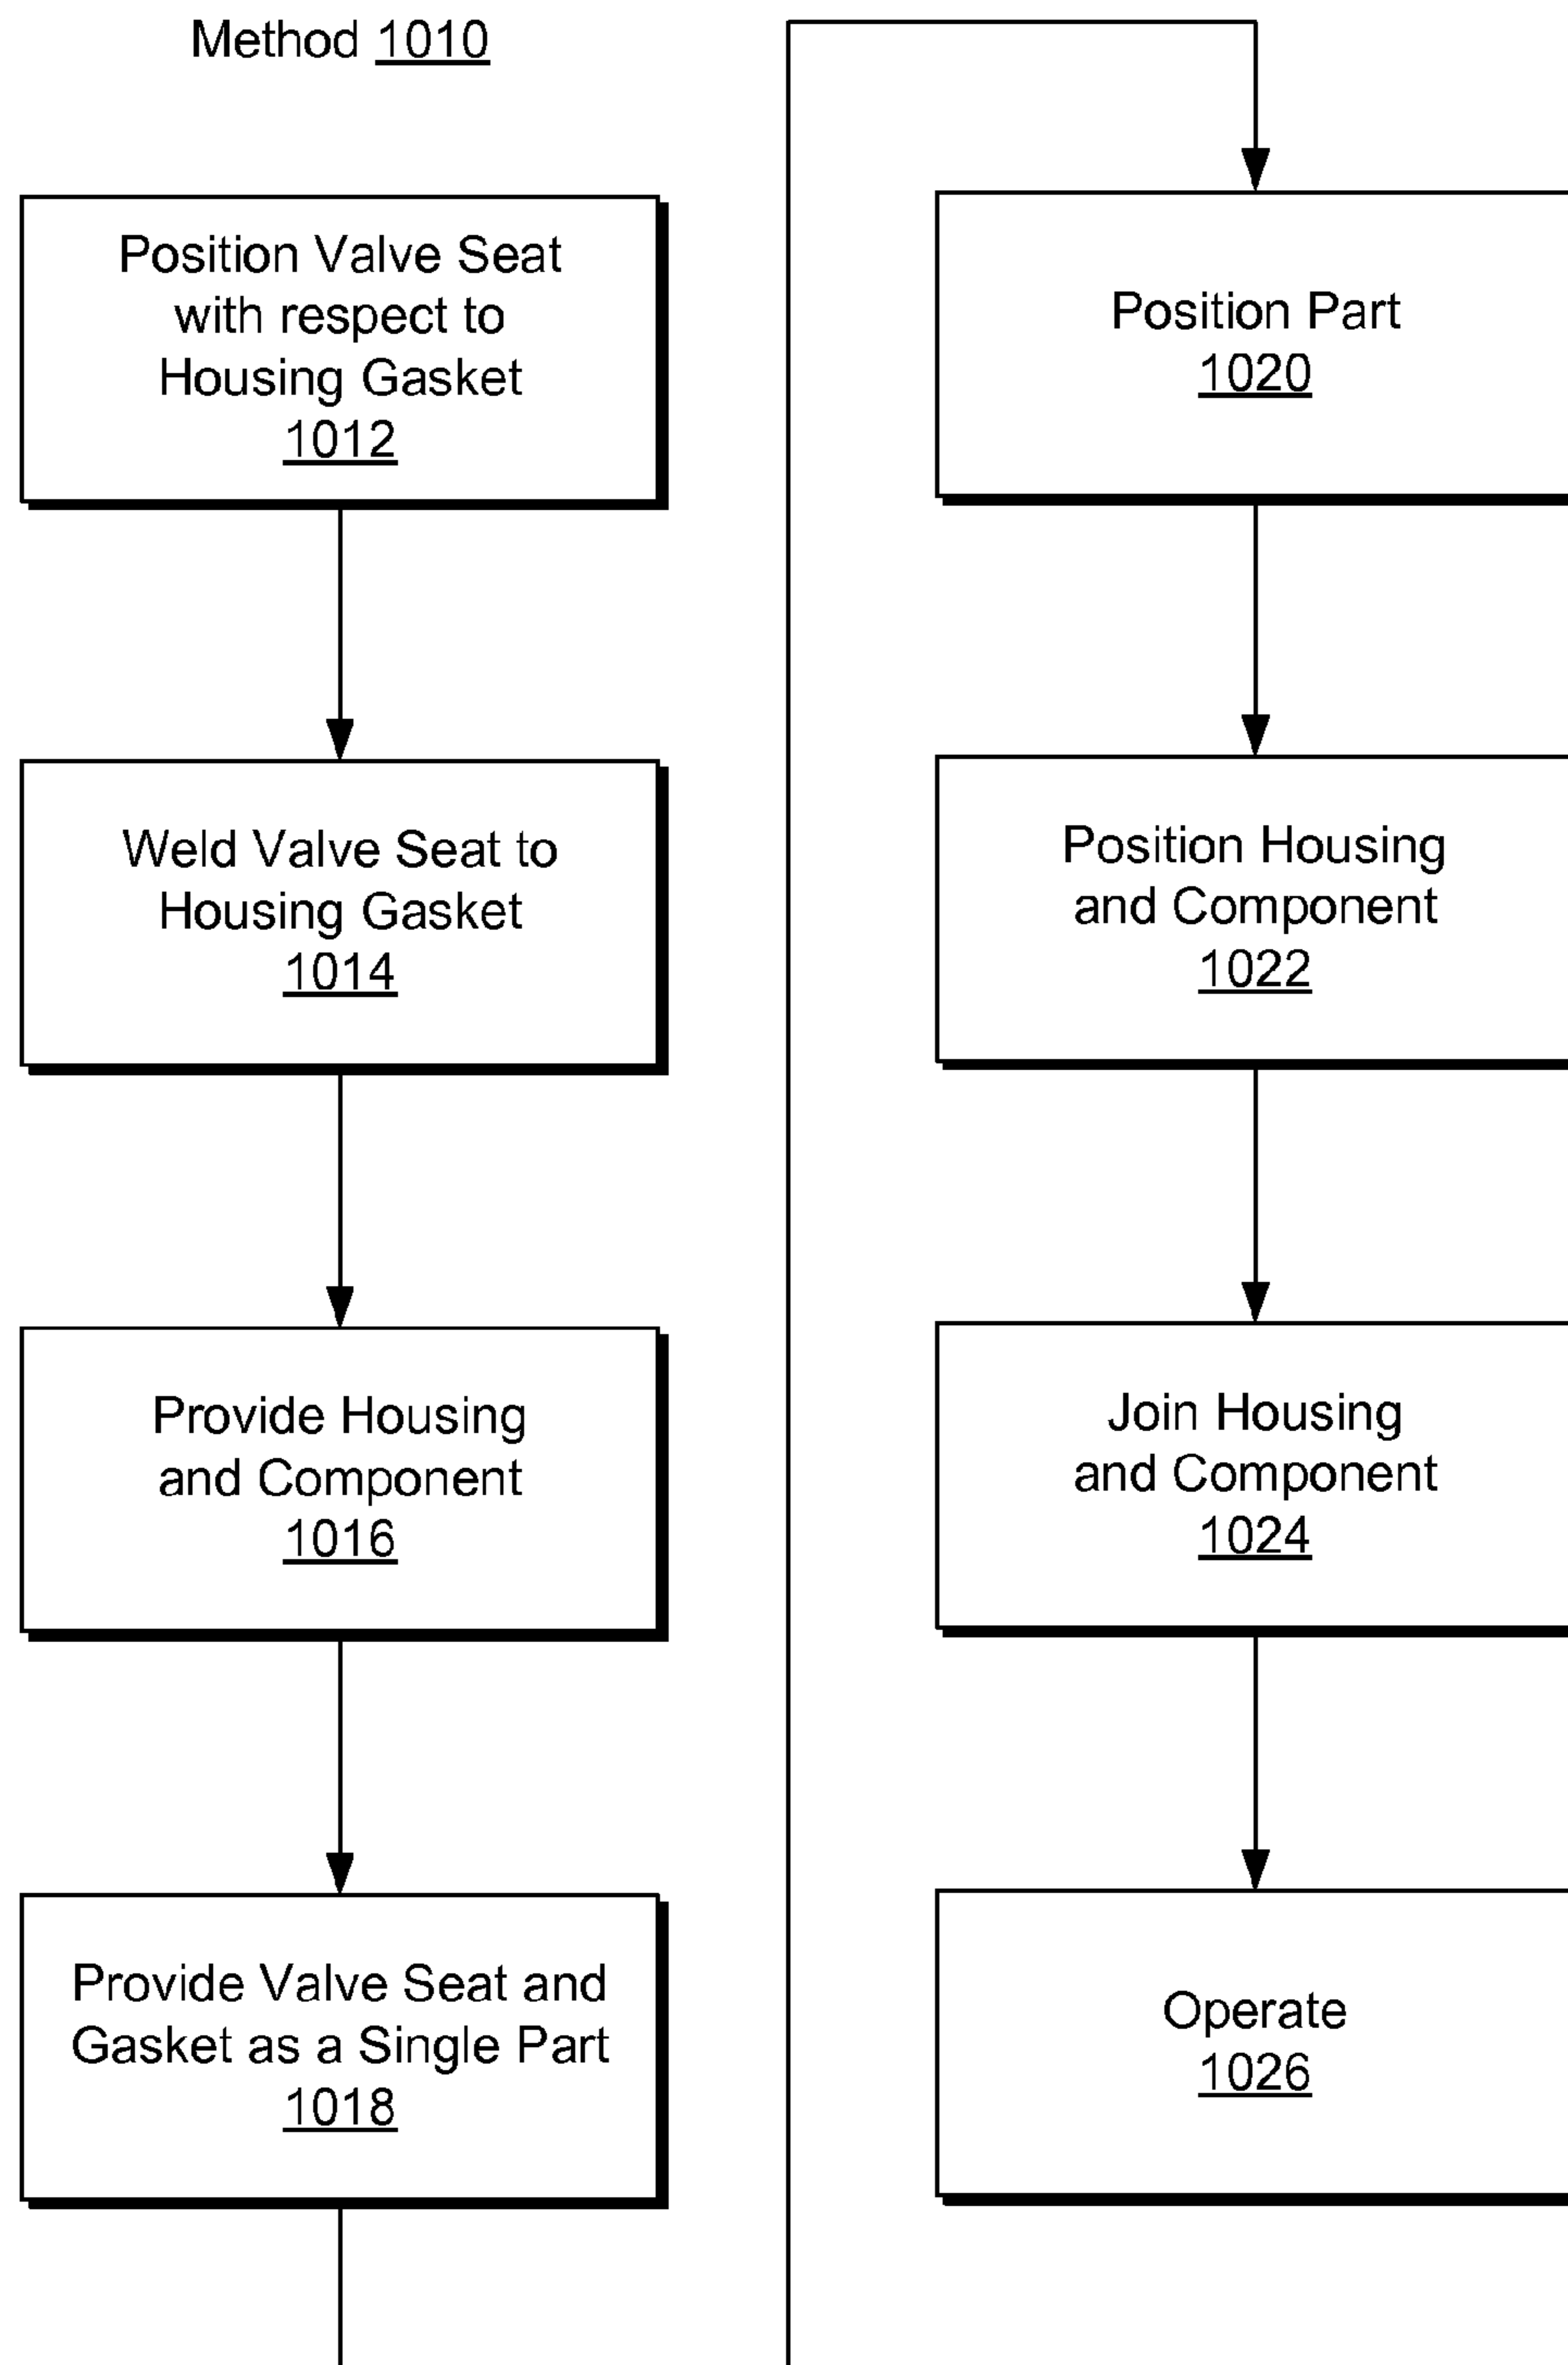 Method 1010
Position Valve Seat
with respect to
Housing Gasket
1012
Weld Valve Seat to
Housing Gasket
1014
Provide Housing
and Component
1016
Provide Valve Seat and
Gasket as a Single Part
1018
Position Part
1020
Position Housing
and Component
1022
Join Housing
and Component
1024
Operate
1026